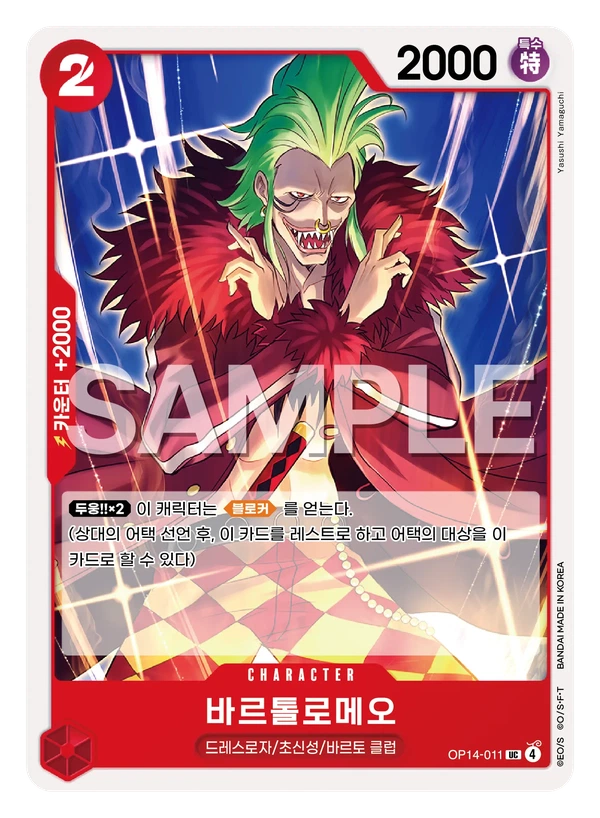 2
2000
특수
特
Yasushi Yamaguchi
카운터 +2000
SAMPLE
두웅!!×2 이 캐릭터는 블로커 를 얻는다.
(상대의 어택 선언 후, 이 카드를 레스트로 하고 어택의 대상을 이
카드로 할 수 있다)
CHARACTER
바르톨로메오
드레스로자/초신성/바르토 클럽
OP14-011 UC 4
©E.O/S ©O/S·F·T BANDAI MADE IN KOREA